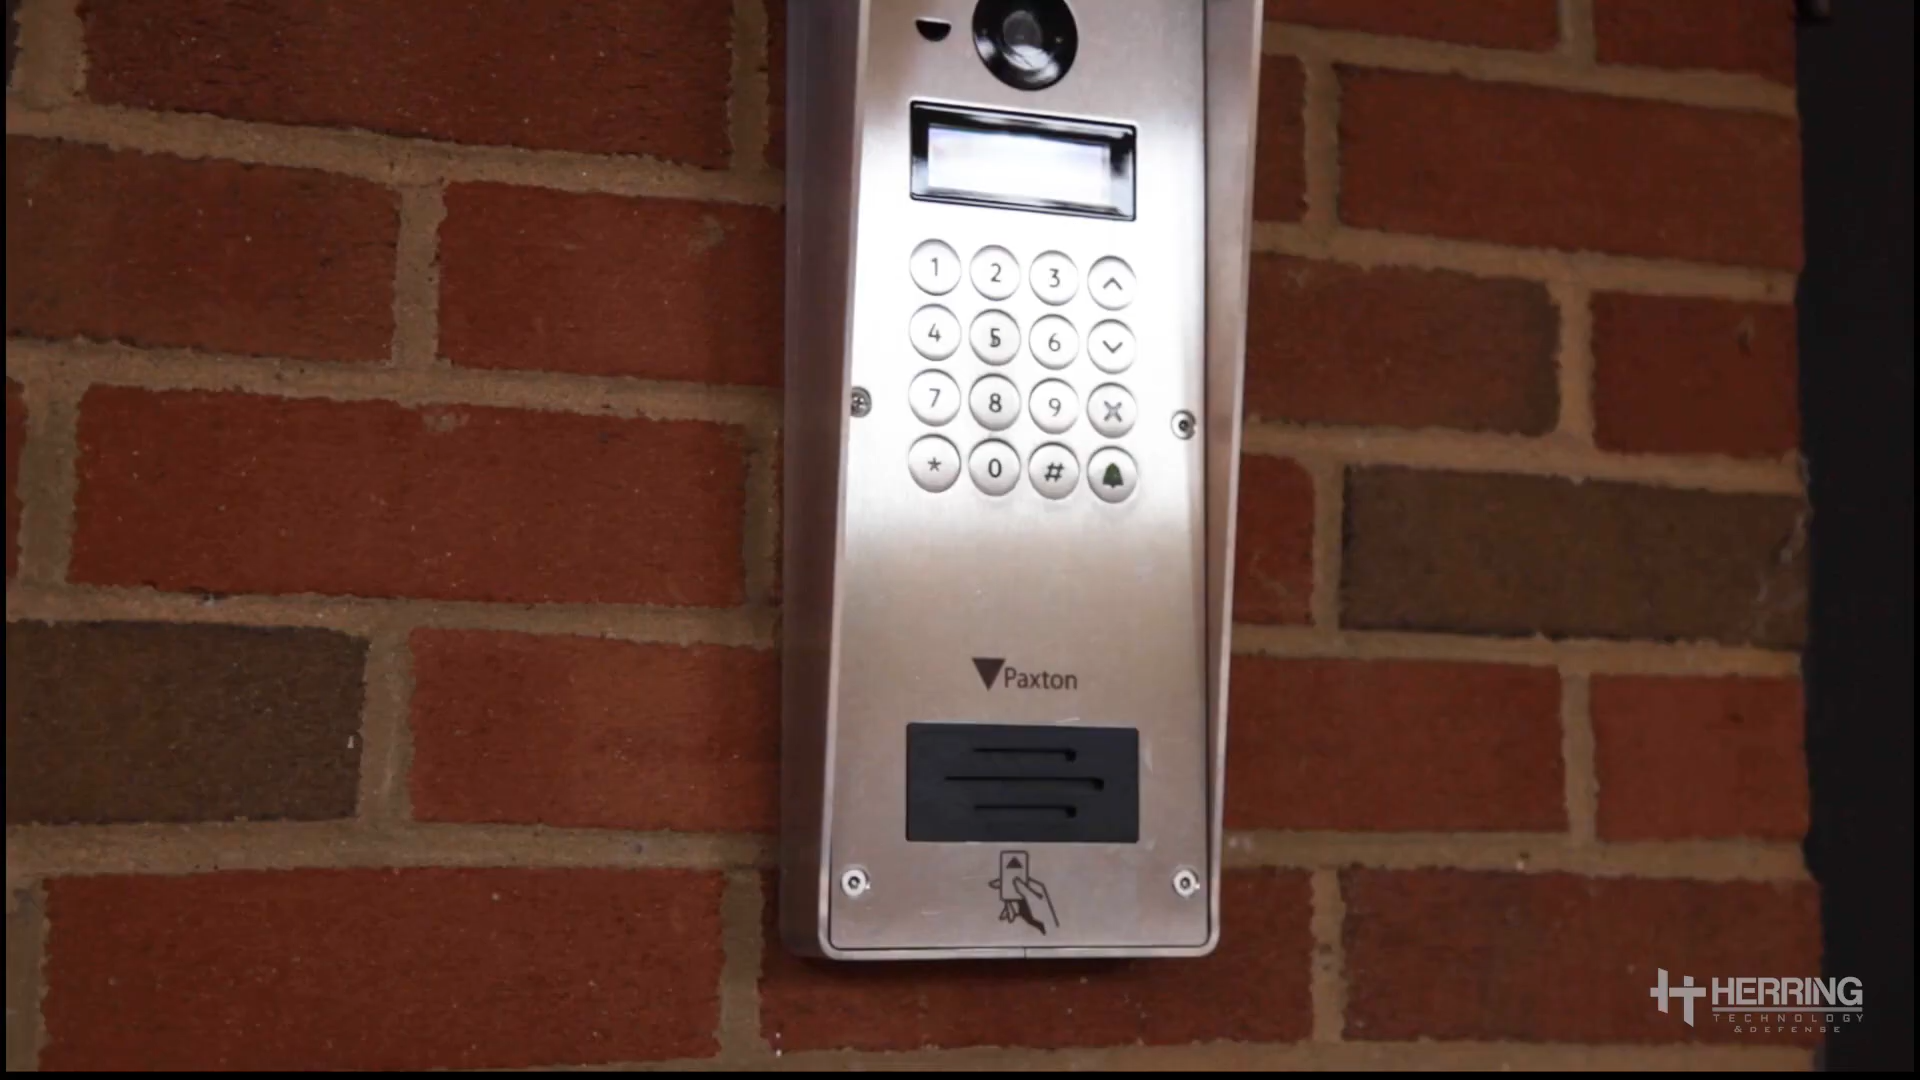 1 2 3
4 5 6
7 8 9
* 0 #
Paxton
HERRING
TECHNOLOGY
& DEFENSE